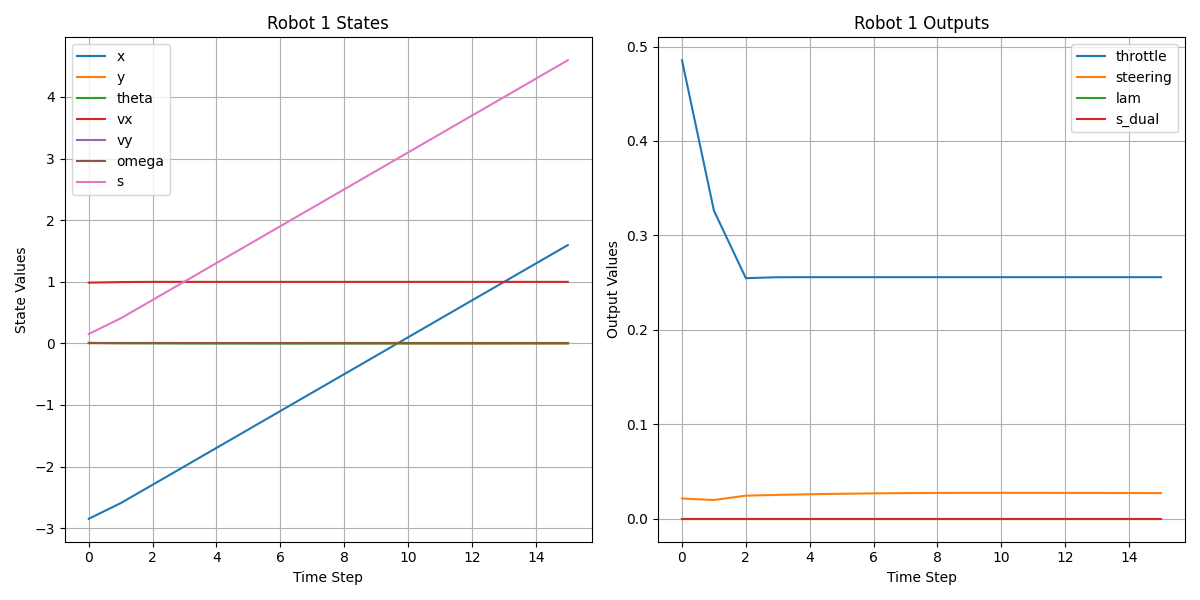 Robot 1 States
x
y
theta
vx
vy
omega
s
4
3
2
1
0
−1
−2
−3
State Values
0 2 4 6 8 10 12 14
Time Step
Robot 1 Outputs
throttle
steering
lam
s_dual
0.5
0.4
0.3
0.2
0.1
0.0
Output Values
0 2 4 6 8 10 12 14
Time Step